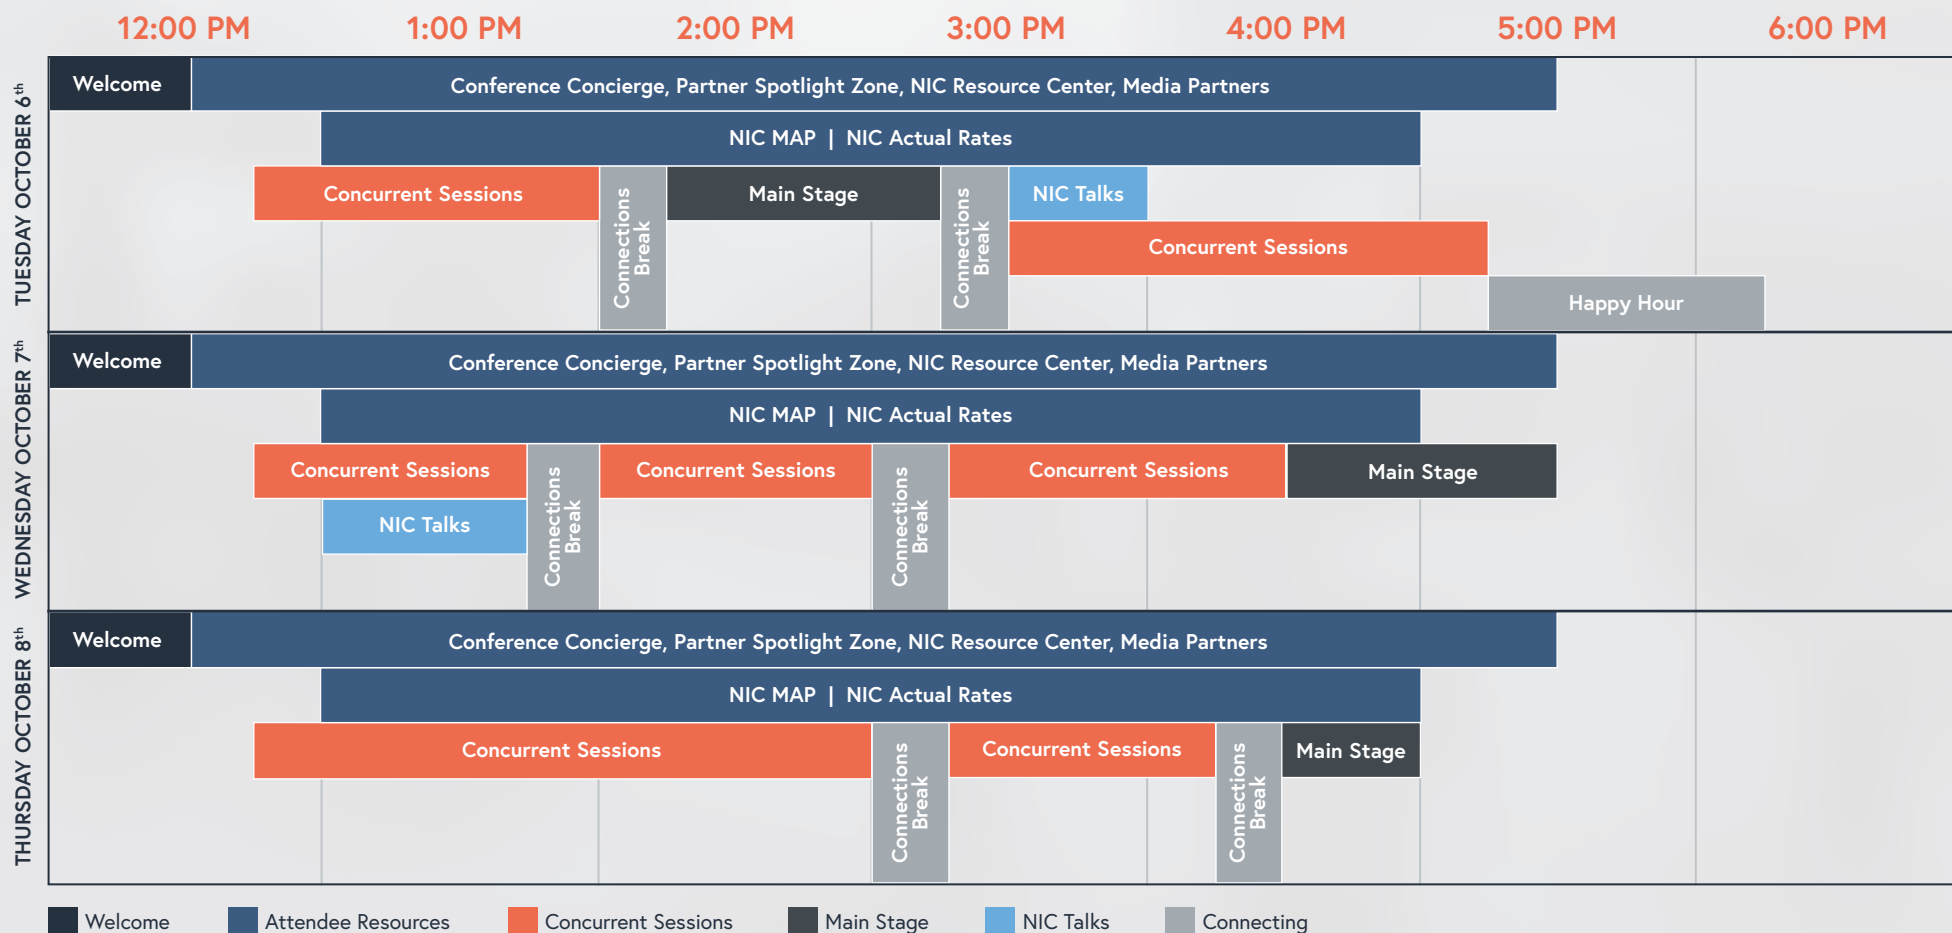 12:00 PM 1:00 PM 2:00 PM 3:00 PM 4:00 PM 5:00 PM 6:00 PM
TUESDAY OCTOBER 6th
Welcome
Conference Concierge, Partner Spotlight Zone, NIC Resource Center, Media Partners
NIC MAP | NIC Actual Rates
Concurrent Sessions
Connections
Break
Main Stage
Connections
Break
NIC Talks
Concurrent Sessions
Happy Hour
WEDNESDAY OCTOBER 7th
Welcome
Conference Concierge, Partner Spotlight Zone, NIC Resource Center, Media Partners
NIC MAP | NIC Actual Rates
Concurrent Sessions
NIC Talks
Connections
Break
Concurrent Sessions
Connections
Break
Concurrent Sessions
Main Stage
THURSDAY OCTOBER 8th
Welcome
Conference Concierge, Partner Spotlight Zone, NIC Resource Center, Media Partners
NIC MAP | NIC Actual Rates
Concurrent Sessions
Connections
Break
Concurrent Sessions
Connections
Break
Main Stage
Welcome Attendee Resources Concurrent Sessions Main Stage NIC Talks Connecting